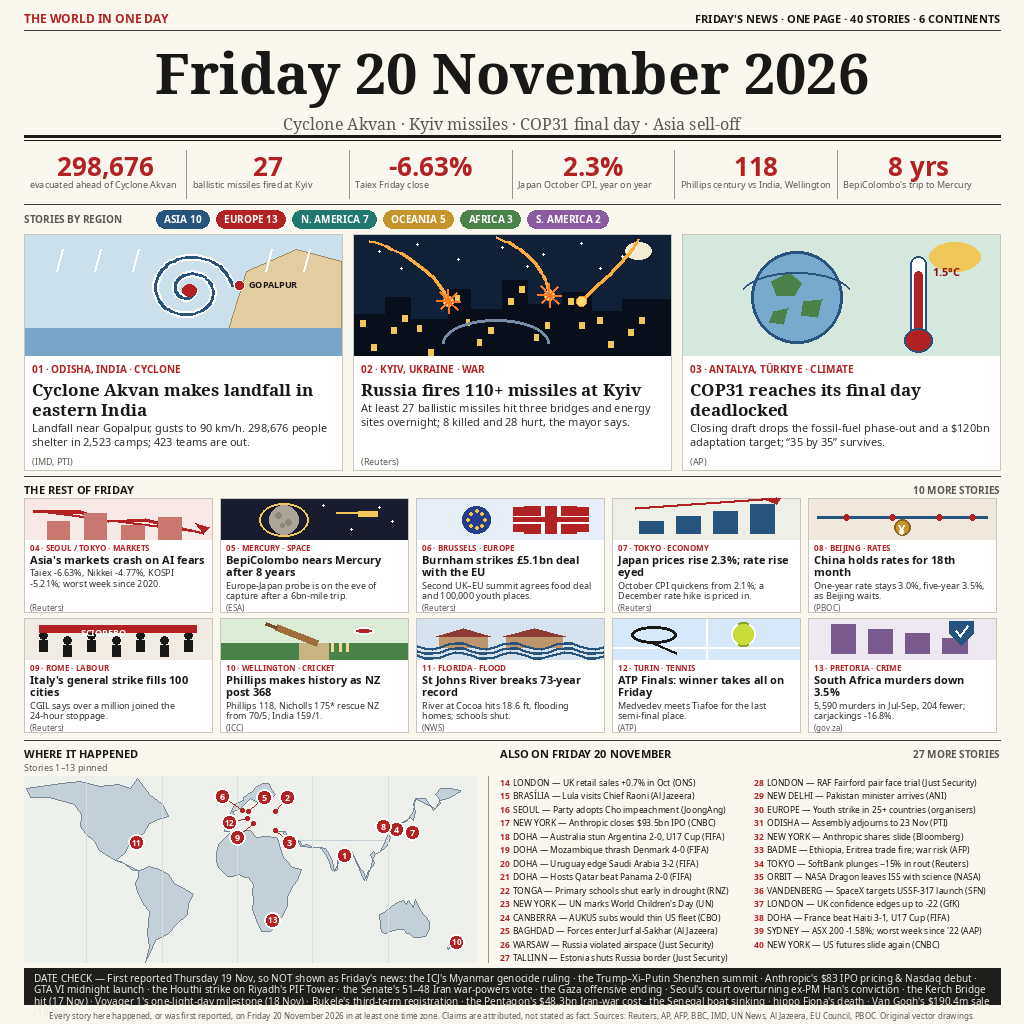 THE WORLD IN ONE DAY
FRIDAY'S NEWS · ONE PAGE · 40 STORIES · 6 CONTINENTS
Friday 20 November 2026
Cyclone Akvan · Kyiv missiles · COP31 final day · Asia sell-off
298,676
evacuated ahead of Cyclone Akvan
27
ballistic missiles fired at Kyiv
-6.63%
Taiex Friday close
2.3%
Japan October CPI, year on year
118
Phillips century vs India, Wellington
8 yrs
BepiColombo's trip to Mercury
STORIES BY REGION
ASIA 10
EUROPE 13
N. AMERICA 7
OCEANIA 5
AFRICA 3
S. AMERICA 2
GOPALPUR
1.5°C
01 · ODISHA, INDIA · CYCLONE
Cyclone Akvan makes landfall in
eastern India
Landfall near Gopalpur, gusts to 90 km/h. 298,676 people
shelter in 2,523 camps; 423 teams are out.
(IMD, PTI)
02 · KYIV, UKRAINE · WAR
Russia fires 110+ missiles at Kyiv
At least 27 ballistic missiles hit three bridges and energy
sites overnight; 8 killed and 28 hurt, the mayor says.
(Reuters)
03 · ANTALYA, TÜRKIYE · CLIMATE
COP31 reaches its final day
deadlocked
Closing draft drops the fossil-fuel phase-out and a $120bn
adaptation target; “35 by 35” survives.
(AP)
THE REST OF FRIDAY
10 MORE STORIES
04 · SEOUL / TOKYO · MARKETS
Asia's markets crash on AI fears
Taiex -6.63%, Nikkei -4.77%, KOSPI
-5.21%; worst week since 2020.
(Reuters)
05 · MERCURY · SPACE
BepiColombo nears Mercury
after 8 years
Europe-Japan probe is on the eve of
capture after a 6bn-mile trip.
(ESA)
06 · BRUSSELS · EUROPE
Burnham strikes £5.1bn deal
with the EU
Second UK–EU summit agrees food deal
and 100,000 youth places.
(Reuters)
07 · TOKYO · ECONOMY
Japan prices rise 2.3%; rate rise
eyed
October CPI quickens from 2.1%; a
December rate hike is priced in.
(Reuters)
¥
08 · BEIJING · RATES
China holds rates for 18th
month
One-year rate stays 3.0%, five-year 3.5%,
as Beijing waits.
(PBOC)
SCIOPERO
09 · ROME · LABOUR
Italy's general strike fills 100
cities
CGIL says over a million joined the
24-hour stoppage.
(Reuters)
10 · WELLINGTON · CRICKET
Phillips makes history as NZ
post 368
Phillips 118, Nicholls 175* rescue NZ
from 70/5; India 159/1.
(ICC)
11 · FLORIDA · FLOOD
St Johns River breaks 73-year
record
River at Cocoa hits 18.6 ft, flooding
homes; schools shut.
(NWS)
12 · TURIN · TENNIS
ATP Finals: winner takes all on
Friday
Medvedev meets Tiafoe for the last
semi-final place.
(ATP)
13 · PRETORIA · CRIME
South Africa murders down
3.5%
5,590 murders in Jul-Sep, 204 fewer;
carjackings -16.8%.
(gov.za)
WHERE IT HAPPENED
Stories 1–13 pinned
6
5
2
12
9
3
8
4
7
1
11
13
10
ALSO ON FRIDAY 20 NOVEMBER
27 MORE STORIES
14 LONDON — UK retail sales +0.7% in Oct (ONS)
15 BRASÍLIA — Lula visits Chief Raoni (Al Jazeera)
16 SEOUL — Party adopts Cho impeachment (JoongAng)
17 NEW YORK — Anthropic closes $93.5bn IPO (CNBC)
18 DOHA — Australia stun Argentina 2-0, U17 Cup (FIFA)
19 DOHA — Mozambique thrash Denmark 4-0 (FIFA)
20 DOHA — Uruguay edge Saudi Arabia 3-2 (FIFA)
21 DOHA — Hosts Qatar beat Panama 2-0 (FIFA)
22 TONGA — Primary schools shut early in drought (RNZ)
23 NEW YORK — UN marks World Children's Day (UN)
24 CANBERRA — AUKUS subs would thin US fleet (CBO)
25 BAGHDAD — Forces enter Jurf al-Sakhar (Al Jazeera)
26 WARSAW — Russia violated airspace (Just Security)
27 TALLINN — Estonia shuts Russia border (Just Security)
28 LONDON — RAF Fairford pair face trial (Just Security)
29 NEW DELHI — Pakistan minister arrives (ANI)
30 EUROPE — Youth strike in 25+ countries (organisers)
31 ODISHA — Assembly adjourns to 23 Nov (PTI)
32 NEW YORK — Anthropic shares slide (Bloomberg)
33 BADME — Ethiopia, Eritrea trade fire; war risk (AFP)
34 TOKYO — SoftBank plunges ~15% in rout (Reuters)
35 ORBIT — NASA Dragon leaves ISS with science (NASA)
36 VANDENBERG — SpaceX targets USSF-317 launch (SFN)
37 LONDON — UK confidence edges up to -22 (GfK)
38 DOHA — France beat Haiti 3-1, U17 Cup (FIFA)
39 SYDNEY — ASX 200 -1.58%; worst week since '22 (AAP)
40 NEW YORK — US futures slide again (CNBC)
DATE CHECK — First reported Thursday 19 Nov, so NOT shown as Friday's news: the ICJ's Myanmar genocide ruling · the Trump–Xi–Putin Shenzhen summit · Anthropic's $83 IPO pricing & Nasdaq debut ·
GTA VI midnight launch · the Houthi strike on Riyadh's PIF Tower · the Senate's 51–48 Iran war-powers vote · the Gaza offensive ending · Seoul's court overturning ex-PM Han's conviction · the Kerch Bridge
hit (17 Nov) · Voyager 1's one-light-day milestone (18 Nov) · Bukele's third-term registration · the Pentagon's $48.3bn Iran-war cost · the Senegal boat sinking · hippo Fiona's death · Van Gogh's $190.4m sale
Every story here happened, or was first reported, on Friday 20 November 2026 in at least one time zone. Claims are attributed, not stated as fact. Sources: Reuters, AP, AFP, BBC, IMD, UN News, Al Jazeera, EU Council, PBOC. Original vector drawings.